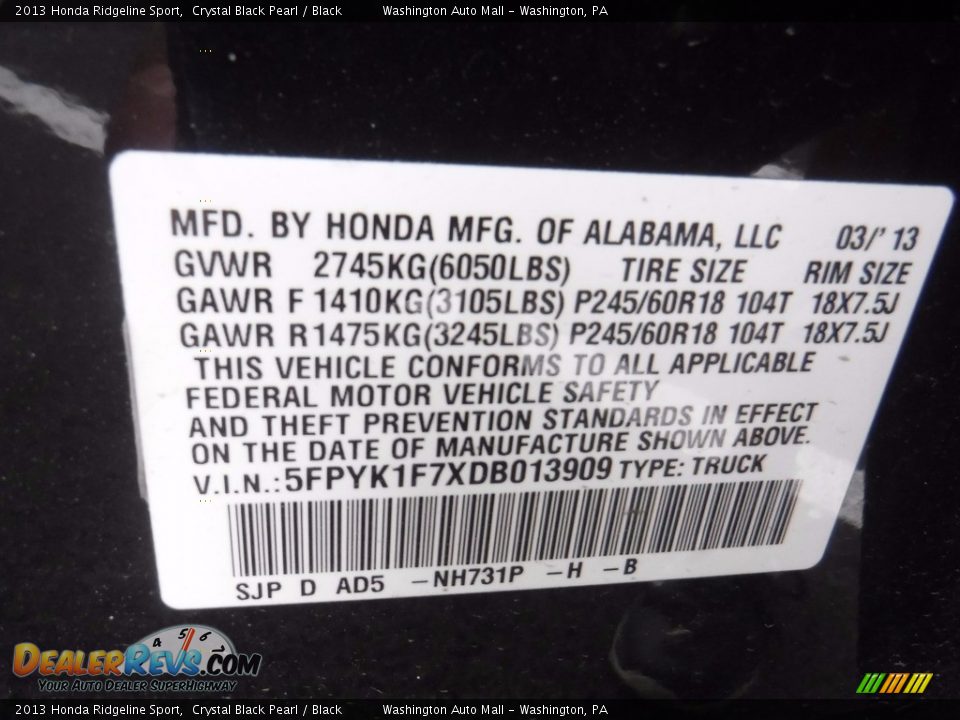 2013 Honda Ridgeline Sport, Crystal Black Pearl / Black Washington Auto Mall - Washington, PA
MFD. BY HONDA MFG. OF ALABAMA, LLC 03/' 13
GVWR 2745KG(6050LBS) TIRE SIZE RIM SIZE
GAWR F 1410KG(3105LBS) P245/60R18 104T 18X7.5J
GAWR R 1475KG(3245LBS) P245/60R18 104T 18X7.5J
THIS VEHICLE CONFORMS TO ALL APPLICABLE
FEDERAL MOTOR VEHICLE SAFETY
AND THEFT PREVENTION STANDARDS IN EFFECT
ON THE DATE OF MANUFACTURE SHOWN ABOVE.
V.I.N.: 5FPYK1F7XDB013909 TYPE: TRUCK
SJP D AD5 -NH731P -H -B
4 5 6
DEALERREVS.COM
YOUR AUTO DEALER SUPERHIGHWAY
2013 Honda Ridgeline Sport, Crystal Black Pearl / Black Washington Auto Mall - Washington, PA